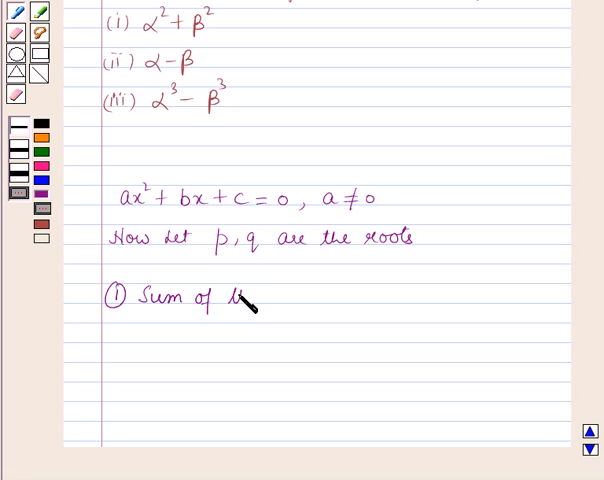 (i) α² + β²
(ii) α – β
(iii) α³ – β³
ax² + bx + c = 0, a ≠ 0
Now Let p, q are the roots
① Sum of